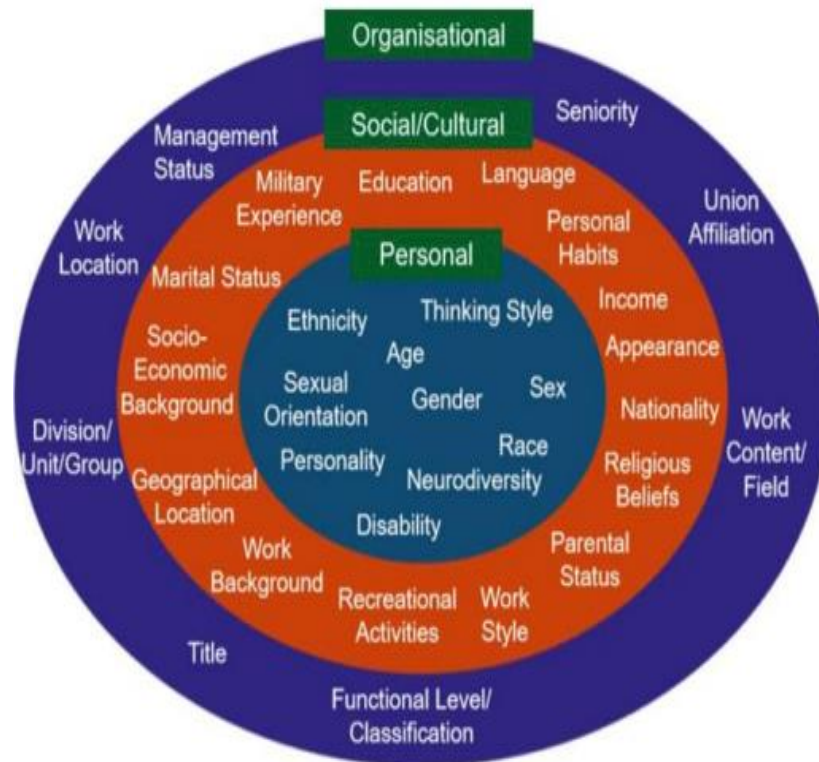 Organisational
Seniority
Management
Status
Union
Affiliation
Work
Location
Work
Content/
Field
Division/
Unit/Group
Title
Functional Level/
Classification
Social/Cultural
Education
Language
Military
Experience
Personal
Habits
Marital Status
Income
Appearance
Socio-
Economic
Background
Nationality
Religious
Beliefs
Geographical
Location
Parental
Status
Work
Background
Recreational
Activities
Work
Style
Personal
Ethnicity
Thinking Style
Age
Sexual
Orientation
Gender
Sex
Personality
Race
Neurodiversity
Disability